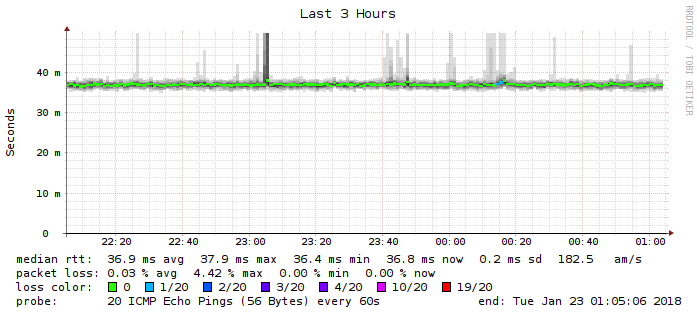 Last 3 Hours
RRDTOOL / TOBI OETIKER
Seconds
40 m
30 m
20 m
10 m
0
22:20 22:40 23:00 23:20 23:40 00:00 00:20 00:40 01:00
median rtt: 36.9 ms avg 37.9 ms max 36.4 ms min 36.8 ms now 0.2 ms sd 182.5 am/s
packet loss: 0.03 % avg 4.42 % max 0.00 % min 0.00 % now
loss color: 0 1/20 2/20 3/20 4/20 10/20 19/20
probe: 20 ICMP Echo Pings (56 Bytes) every 60s end: Tue Jan 23 01:05:06 2018